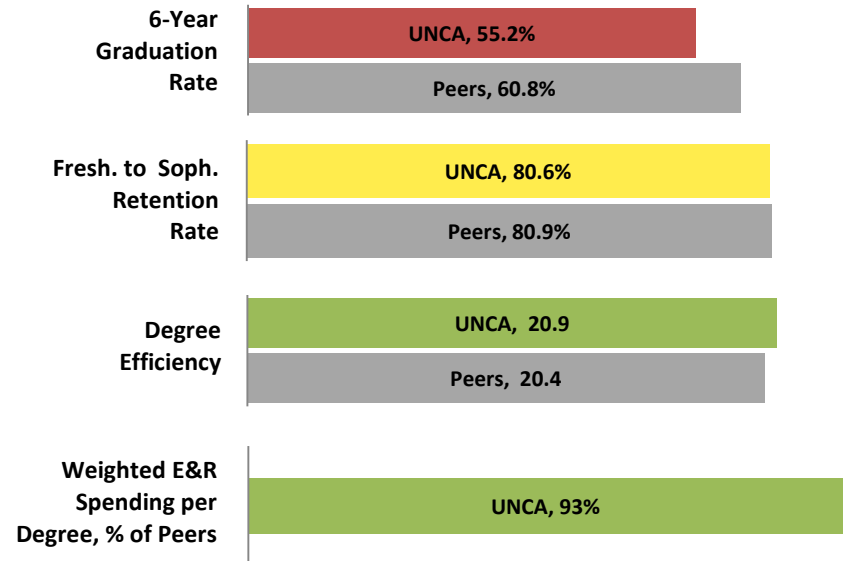 6-Year
Graduation
Rate
UNCA, 55.2%
Peers, 60.8%
Fresh. to Soph.
Retention
Rate
UNCA, 80.6%
Peers, 80.9%
Degree
Efficiency
UNCA, 20.9
Peers, 20.4
Weighted E&R
Spending per
Degree, % of Peers
UNCA, 93%